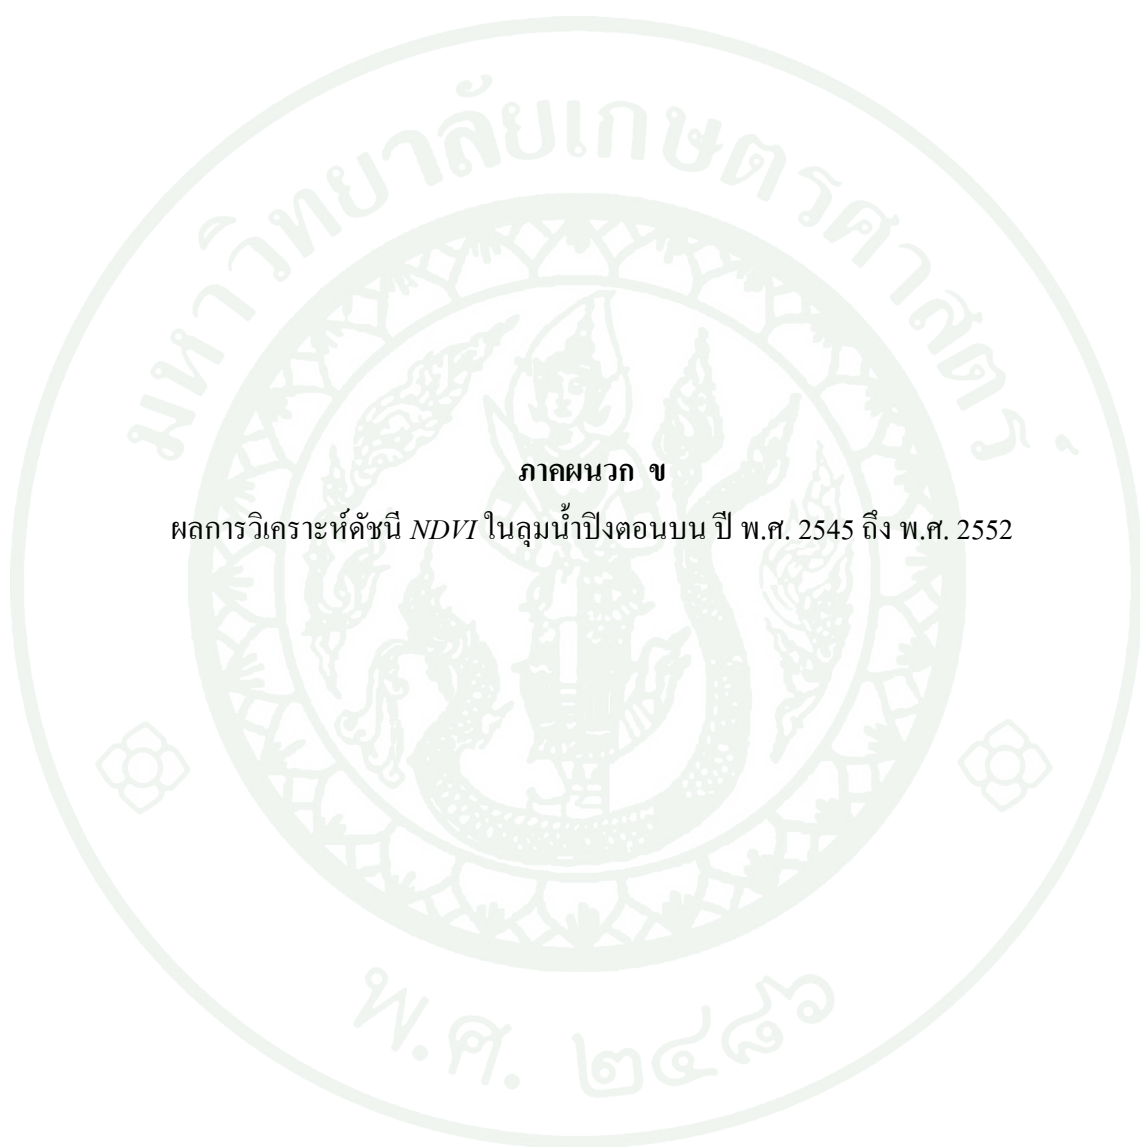 มหาวิทยาลัยเกษตรศาสตร์
ภาคผนวก ข
ผลการวิเคราะห์ดัชนี NDVI ในลุมน้ำปิงตอนบน ปี พ.ศ. 2545 ถึง พ.ศ. 2552
พ.ศ. ๒๔๘๖